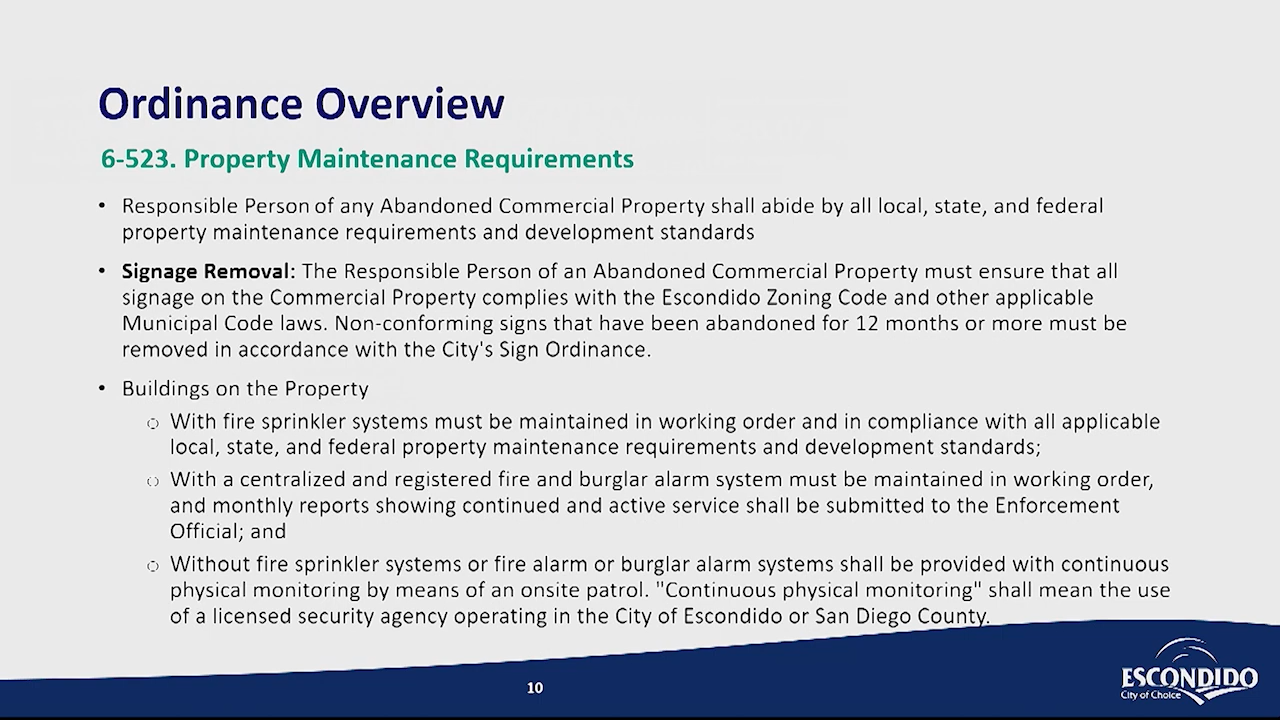 Ordinance Overview
6-523. Property Maintenance Requirements
• Responsible Person of any Abandoned Commercial Property shall abide by all local, state, and federal
property maintenance requirements and development standards
• Signage Removal: The Responsible Person of an Abandoned Commercial Property must ensure that all
signage on the Commercial Property complies with the Escondido Zoning Code and other applicable
Municipal Code laws. Non-conforming signs that have been abandoned for 12 months or more must be
removed in accordance with the City's Sign Ordinance.
• Buildings on the Property
○ With fire sprinkler systems must be maintained in working order and in compliance with all applicable
local, state, and federal property maintenance requirements and development standards;
○ With a centralized and registered fire and burglar alarm system must be maintained in working order,
and monthly reports showing continued and active service shall be submitted to the Enforcement
Official; and
○ Without fire sprinkler systems or fire alarm or burglar alarm systems shall be provided with continuous
physical monitoring by means of an onsite patrol. "Continuous physical monitoring" shall mean the use
of a licensed security agency operating in the City of Escondido or San Diego County.
10
ESCONDIDO
City of Choice